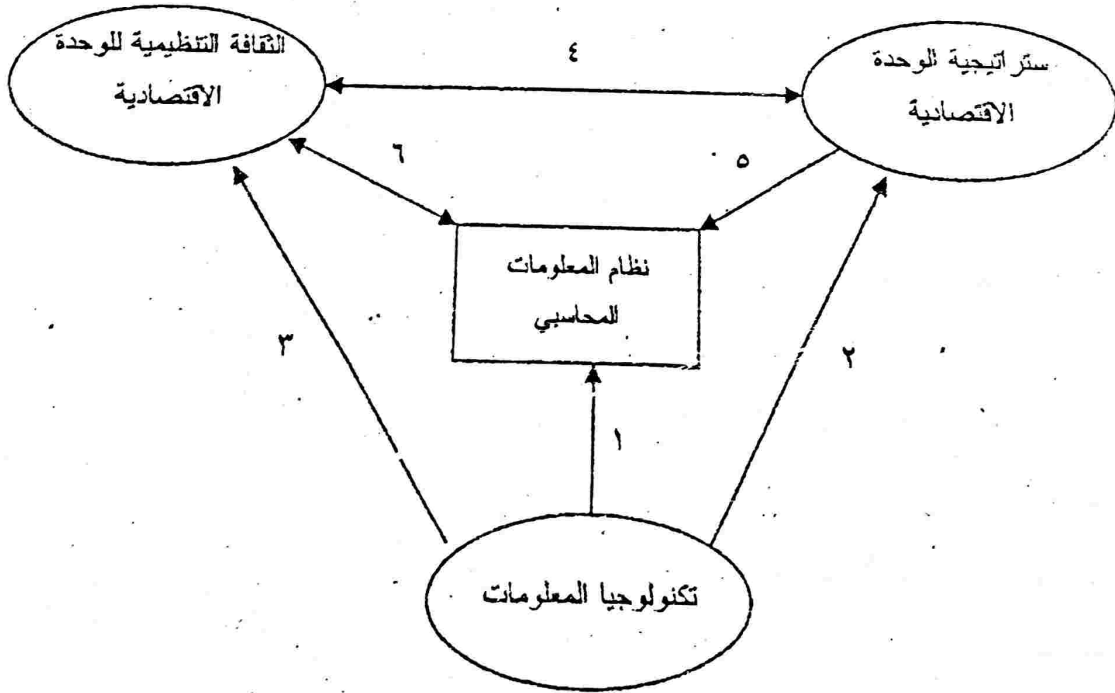 ستراتيجية الوحدة
الاقتصادية
٤
الثقافة التنظيمية للوحدة
الاقتصادية
٥
٦
نظام المعلومات
المحاسبي
٢
٣
١
تكنولوجيا المعلومات